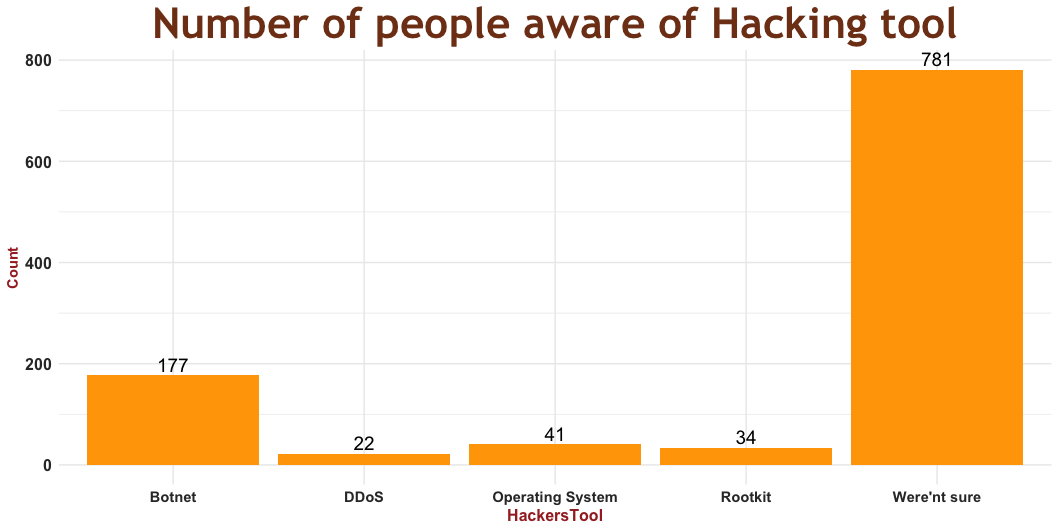 Number of people aware of Hacking tool
800
600
400
200
0
Count
177
22
41
34
781
Botnet
DDoS
Operating System
Rootkit
Were'nt sure
HackersTool